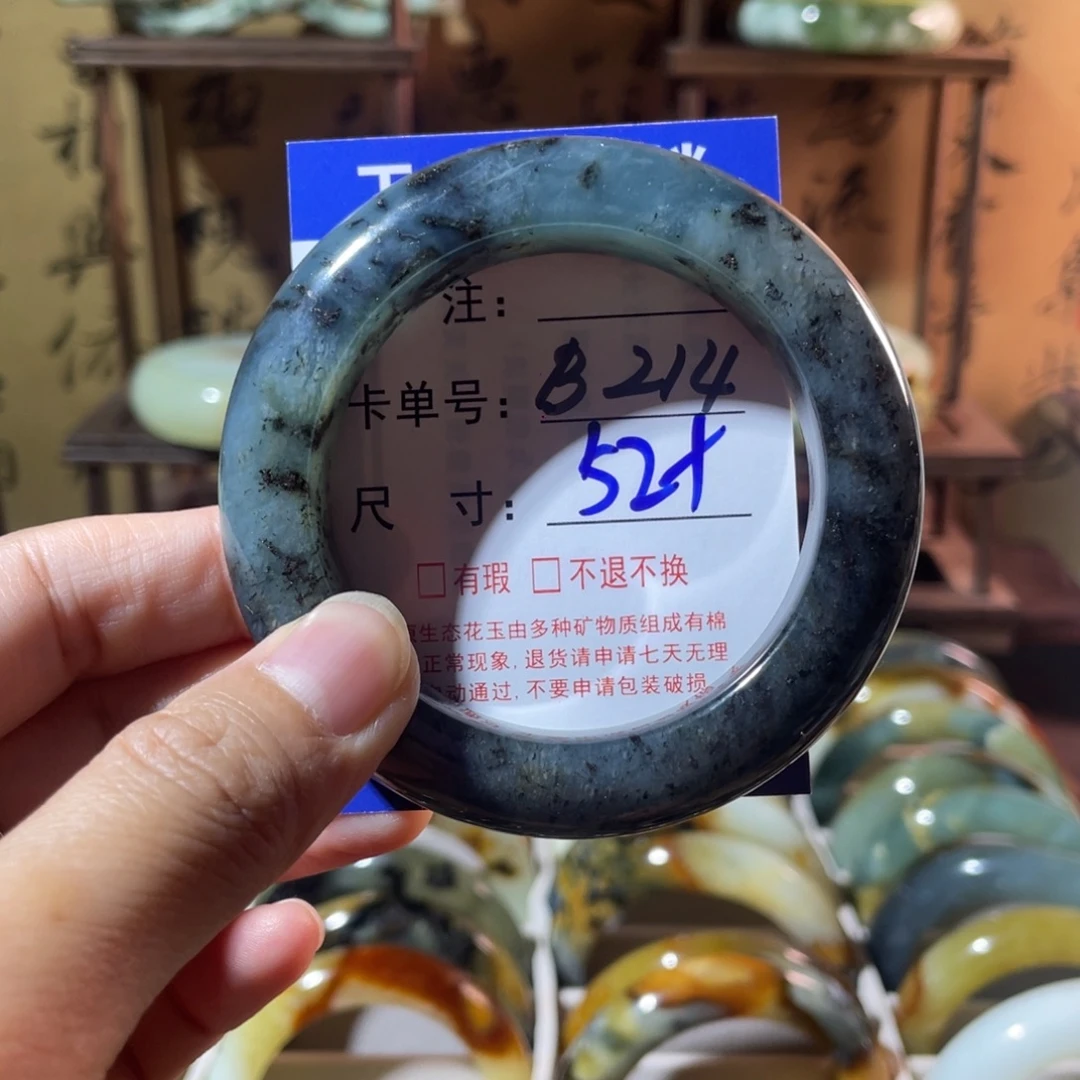 注：
卡单号：B 214
尺 寸：52+
□有瑕 □不退不换
生态花玉由多种矿物质组成有棉
正常现象，退货请申请七天无理
动通过，不要申请包装破损